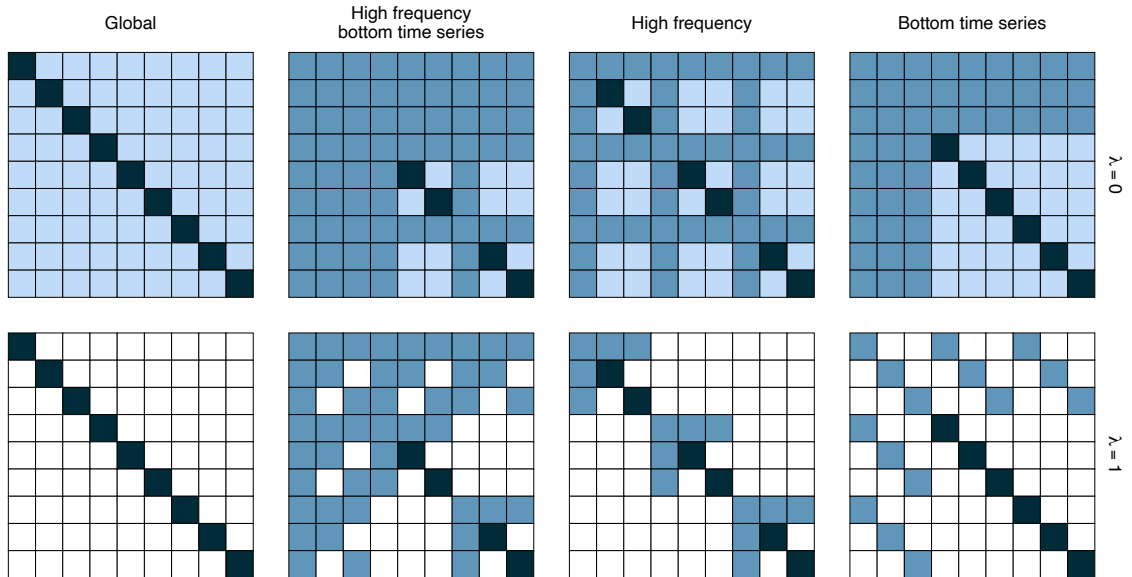 Global
High frequency
bottom time series
High frequency
Bottom time series
λ = 0
λ = 1